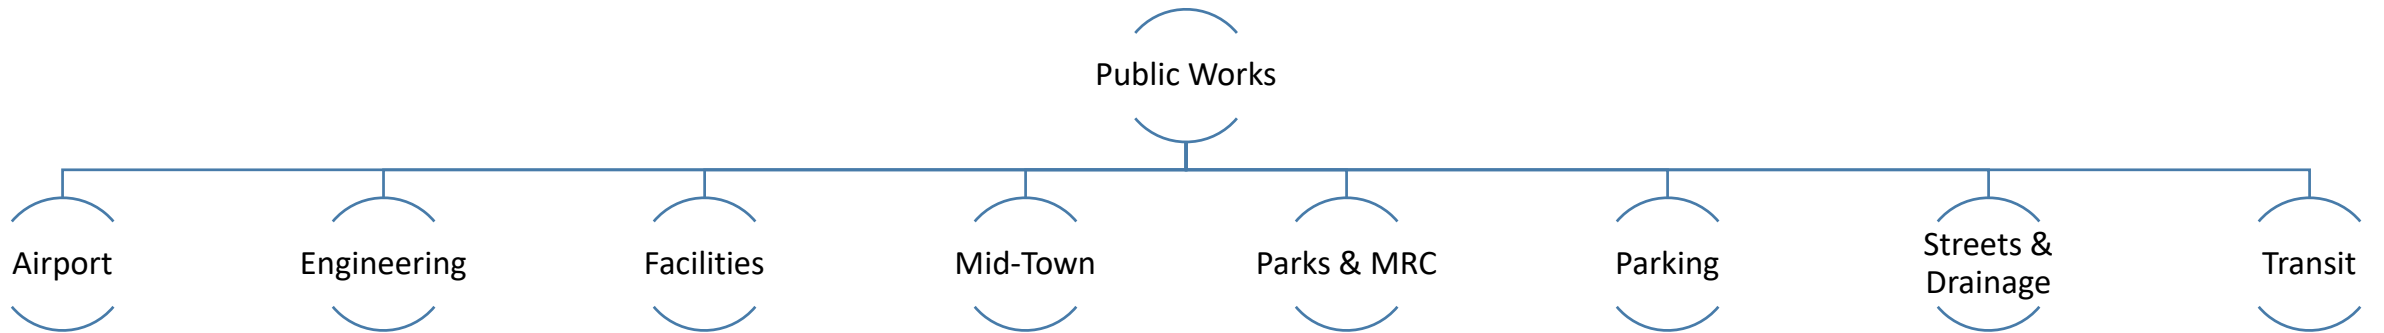 Public Works
Airport
Engineering
Facilities
Mid-Town
Parks & MRC
Parking
Streets &
Drainage
Transit